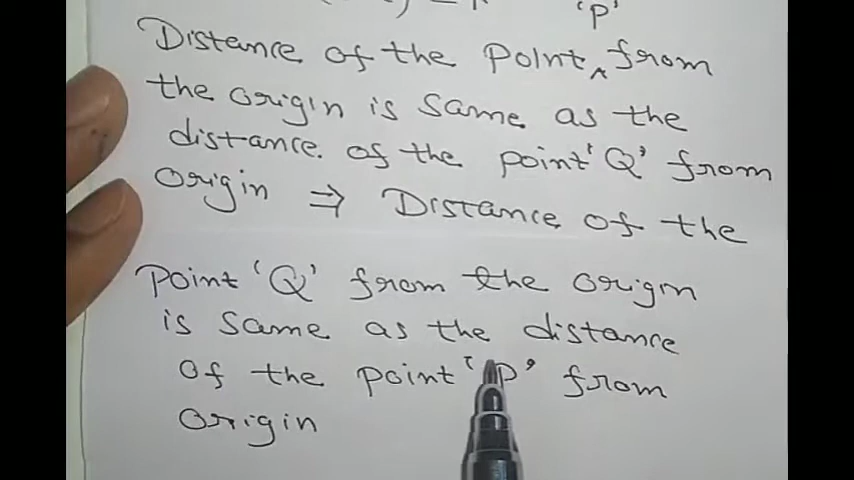 'P'
Distance of the point ^ from
the origin is same as the
distance of the point 'Q' from
origin ⇒ Distance of the
Point 'Q' from the origin
is same as the distance
of the point 'P' from
origin